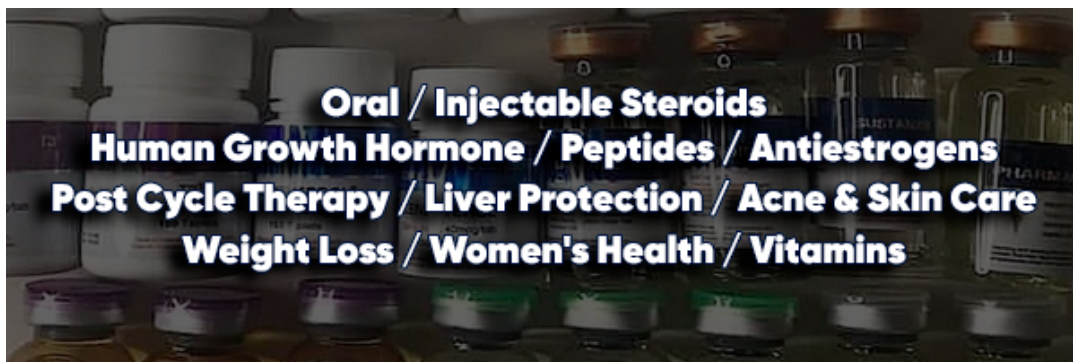 Oral / Injectable Steroids
Human Growth Hormone / Peptides / Antiestrogens
Post Cycle Therapy / Liver Protection / Acne & Skin Care
Weight Loss / Women's Health / Vitamins